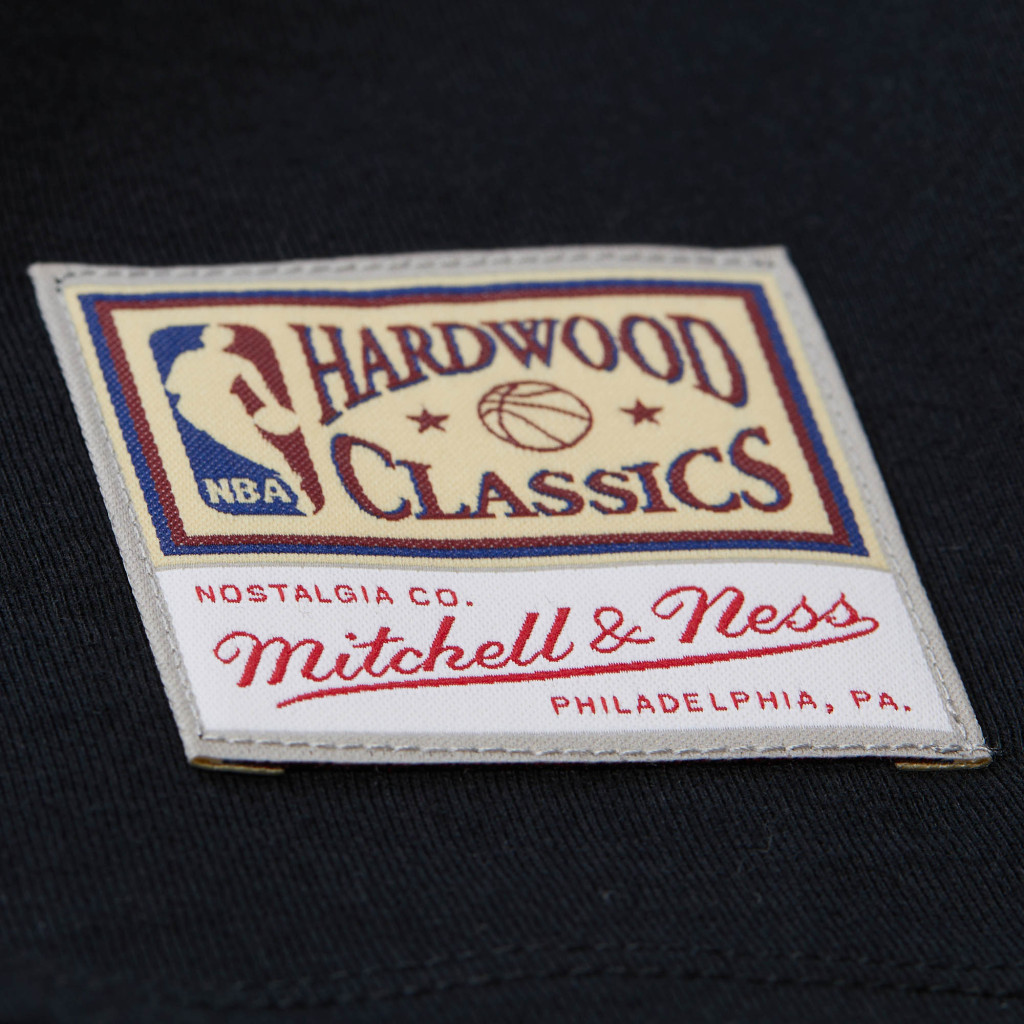 NBA
HARDWOOD
CLASSICS
NOSTALGIA CO.
Mitchell & Ness
PHILADELPHIA, PA.